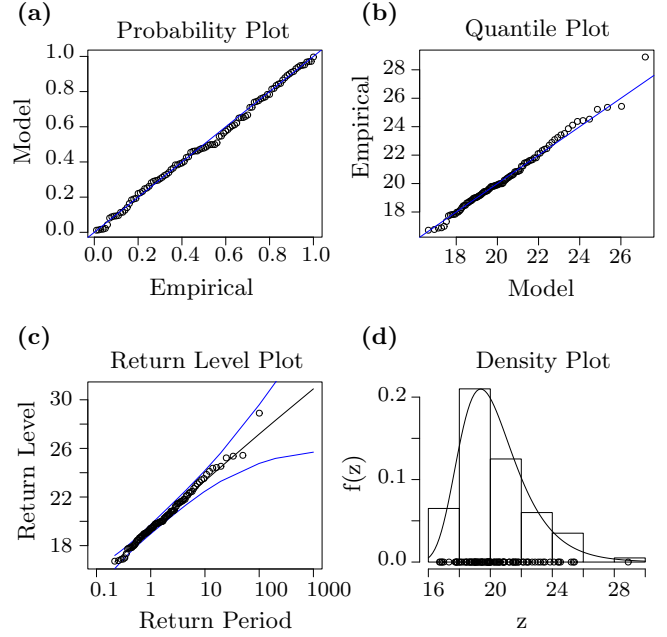 (a)
Probability Plot
Model
0.0 0.2 0.4 0.6 0.8 1.0
0.0 0.2 0.4 0.6 0.8 1.0
Empirical
(b)
Quantile Plot
Empirical
18 20 22 24 26 28
18 20 22 24 26
Model
(c)
Return Level Plot
Return Level
18 22 26 30
0.1 1 10 100 1000
Return Period
(d)
Density Plot
f(z)
0.0 0.1 0.2
16 20 24 28
z